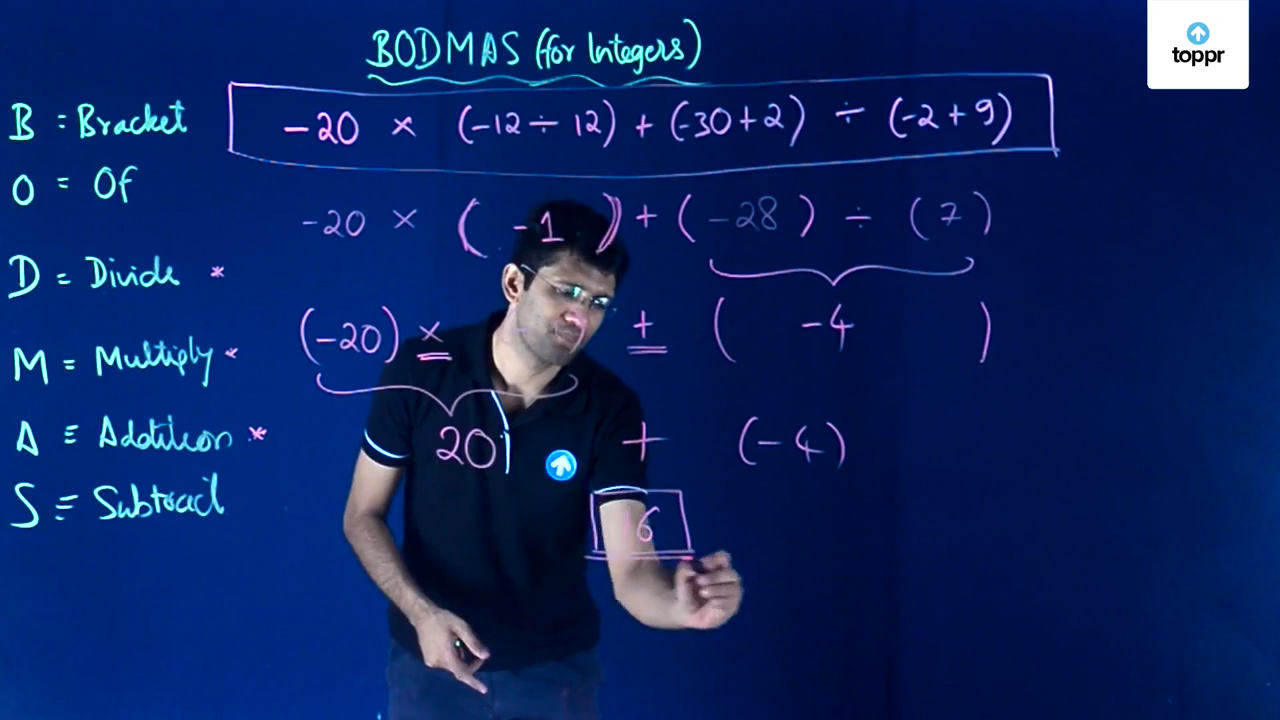 BODMAS (for Integers)
toppr
B = Bracket
O = Of
D = Divide *
M = Multiply *
A = Addition *
S = Subtract
-20 × (-12 ÷ 12) + (-30+2) ÷ (-2+9)
-20 × ( -1 ) + ( -28 ) ÷ ( 7 )
(-20) × + ( -4 )
20 + (-4)
16